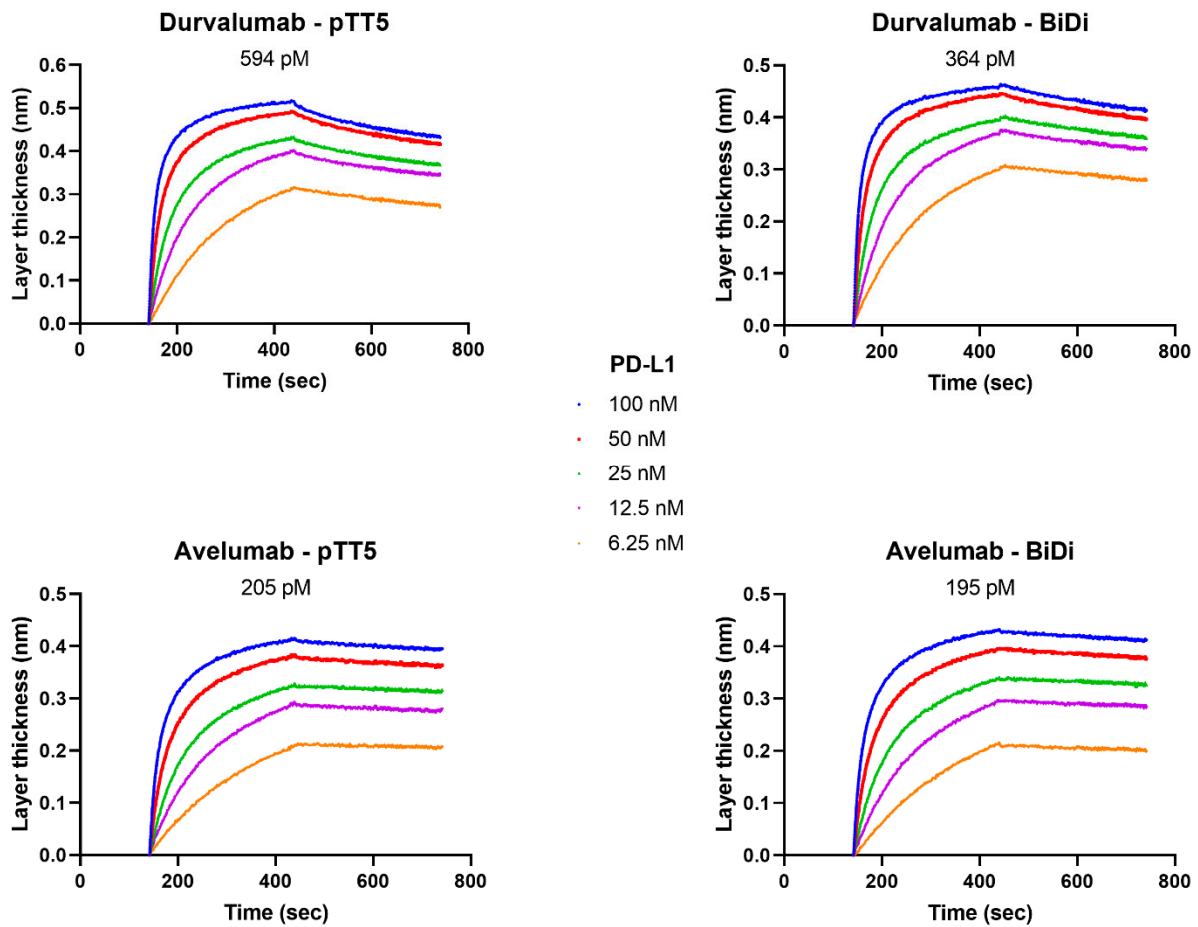 Durvalumab - pTT5
594 pM
Layer thickness (nm)
0.6
0.5
0.4
0.3
0.2
0.1
0.0
0
200
400
600
800
Time (sec)
Durvalumab - BiDi
364 pM
Layer thickness (nm)
0.5
0.4
0.3
0.2
0.1
0.0
0
200
400
600
800
Time (sec)
PD-L1
100 nM
50 nM
25 nM
12.5 nM
6.25 nM
Avelumab - pTT5
205 pM
Layer thickness (nm)
0.5
0.4
0.3
0.2
0.1
0.0
0
200
400
600
800
Time (sec)
Avelumab - BiDi
195 pM
Layer thickness (nm)
0.5
0.4
0.3
0.2
0.1
0.0
0
200
400
600
800
Time (sec)